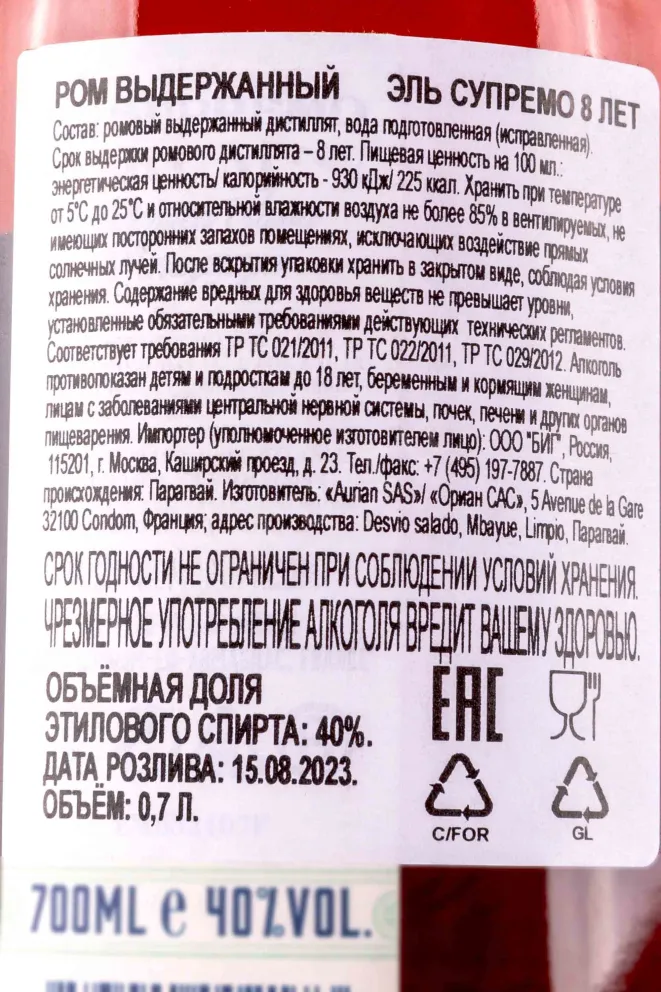 РОМ ВЫДЕРЖАННЫЙ ЭЛЬ СУПРЕМО 8 ЛЕТ
Состав: ромовый выдержанный дистиллят, вода подготовленная (исправленная).
Срок выдержки ромового дистиллята – 8 лет. Пищевая ценность на 100 мл.:
энергетическая ценность/ калорийность - 930 кДж/ 225 ккал. Хранить при температуре
от 5°С до 25°С и относительной влажности воздуха не более 85% в вентилируемых, не
имеющих посторонних запахов помещениях, исключающих воздействие прямых
солнечных лучей. После вскрытия упаковки хранить в закрытом виде, соблюдая условия
хранения. Содержание вредных для здоровья веществ не превышает уровни,
установленные обязательными требованиями действующих технических регламентов.
Соответствует требования ТР ТС 021/2011, ТР ТС 022/2011, ТР ТС 029/2012. Алкоголь
противопоказан детям и подросткам до 18 лет, беременным и кормящим женщинам,
лицам с заболеваниями центральной нервной системы, почек, печени и других органов
пищеварения. Импортер (уполномоченное изготовителем лицо): ООО "БИГ", Россия,
115201, г. Москва, Каширский проезд, д. 23. Тел./факс: +7 (495) 197-7887. Страна
происхождения: Парагвай. Изготовитель: «Aurian SAS»/ «Ориан САС», 5 Avenue de la Gare
32100 Condom, Франция; адрес производства: Desvio salado, Mbayue, Limpio, Парагвай.
СРОК ГОДНОСТИ НЕ ОГРАНИЧЕН ПРИ СОБЛЮДЕНИИ УСЛОВИЙ ХРАНЕНИЯ.
ЧРЕЗМЕРНОЕ УПОТРЕБЛЕНИЕ АЛКОГОЛЯ ВРЕДИТ ВАШЕМУ ЗДОРОВЬЮ.
ОБЪЁМНАЯ ДОЛЯ
ЭТИЛОВОГО СПИРТА: 40%.
ДАТА РОЗЛИВА: 15.08.2023.
ОБЪЁМ: 0,7 Л.
EAC
C/FOR GL
700ML e 40%VOL.